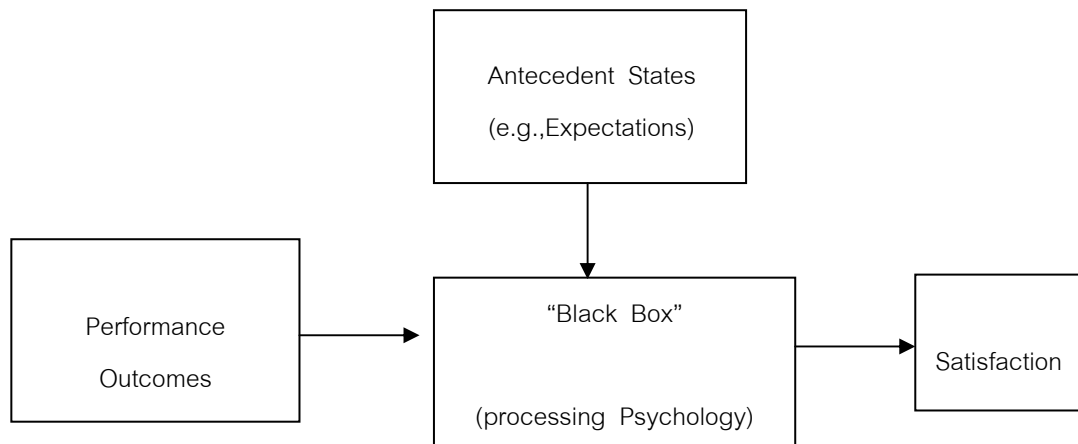 Antecedent States
(e.g.,Expectations)
Performance
Outcomes
“Black Box”
(processing Psychology)
Satisfaction